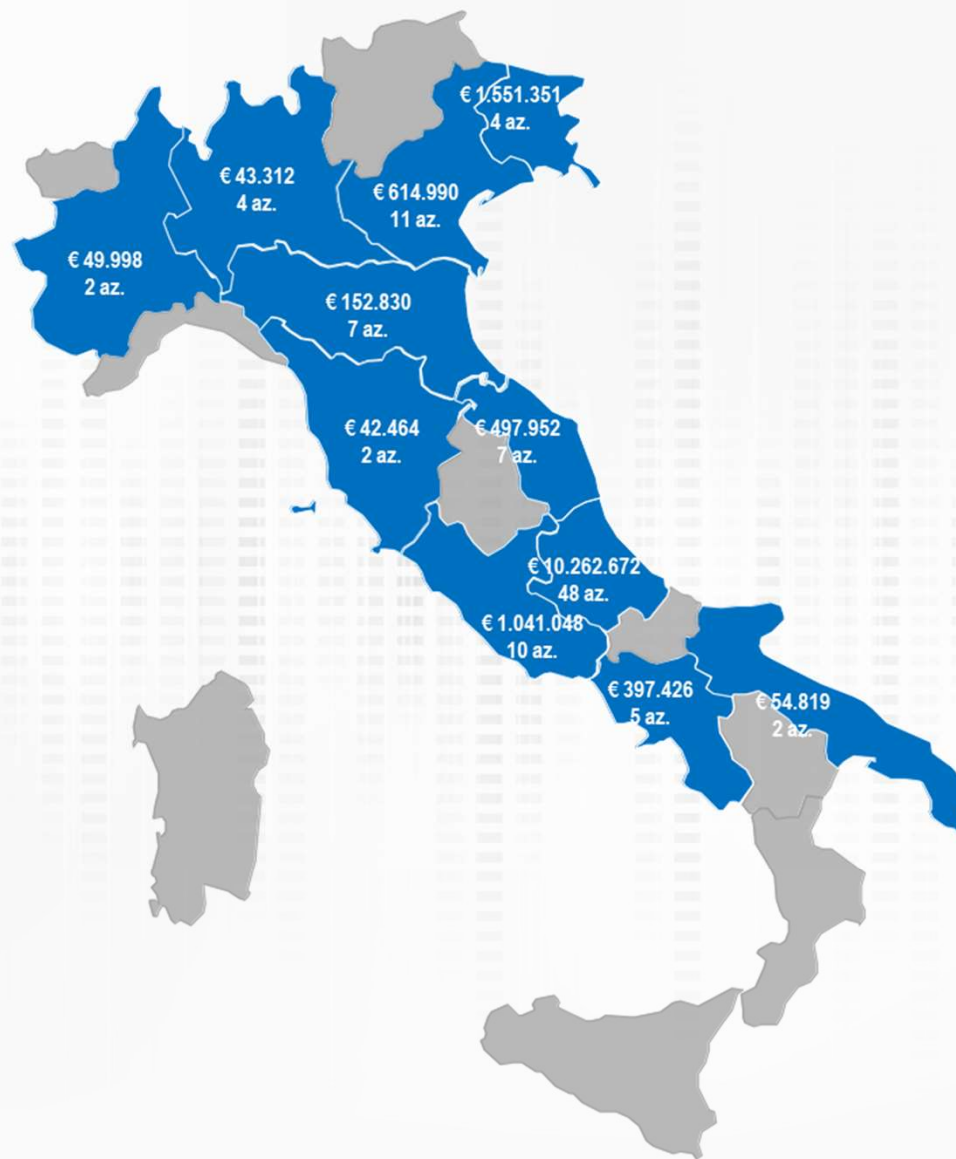 € 1.551.351
4 az.
€ 43.312
4 az.
€ 614.990
11 az.
€ 49.998
2 az.
€ 152.830
7 az.
€ 42.464
2 az.
€ 497.952
7 az.
€ 10.262.672
48 az.
€ 1.041.048
10 az.
€ 397.426
5 az.
€ 54.819
2 az.